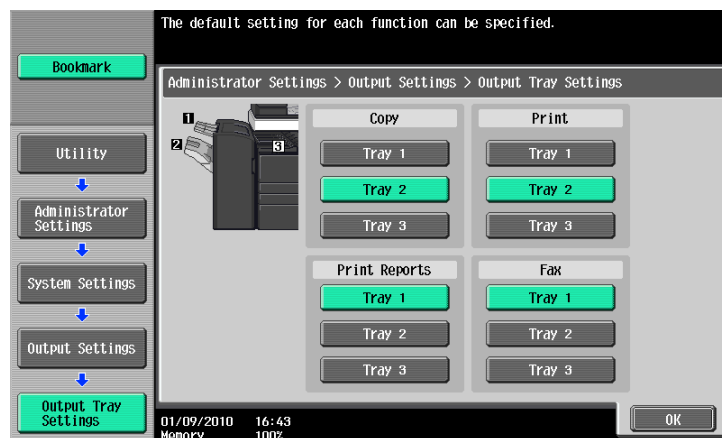 The default setting for each function can be specified.
Bookmark
Administrator Settings > Output Settings > Output Tray Settings
1
2
3
Copy
Tray 1
Tray 2
Tray 3
Print
Tray 1
Tray 2
Tray 3
Print Reports
Tray 1
Tray 2
Tray 3
Fax
Tray 1
Tray 2
Tray 3
Utility
Administrator
Settings
System Settings
Output Settings
Output Tray
Settings
01/09/2010 16:43
Memory 100%
OK